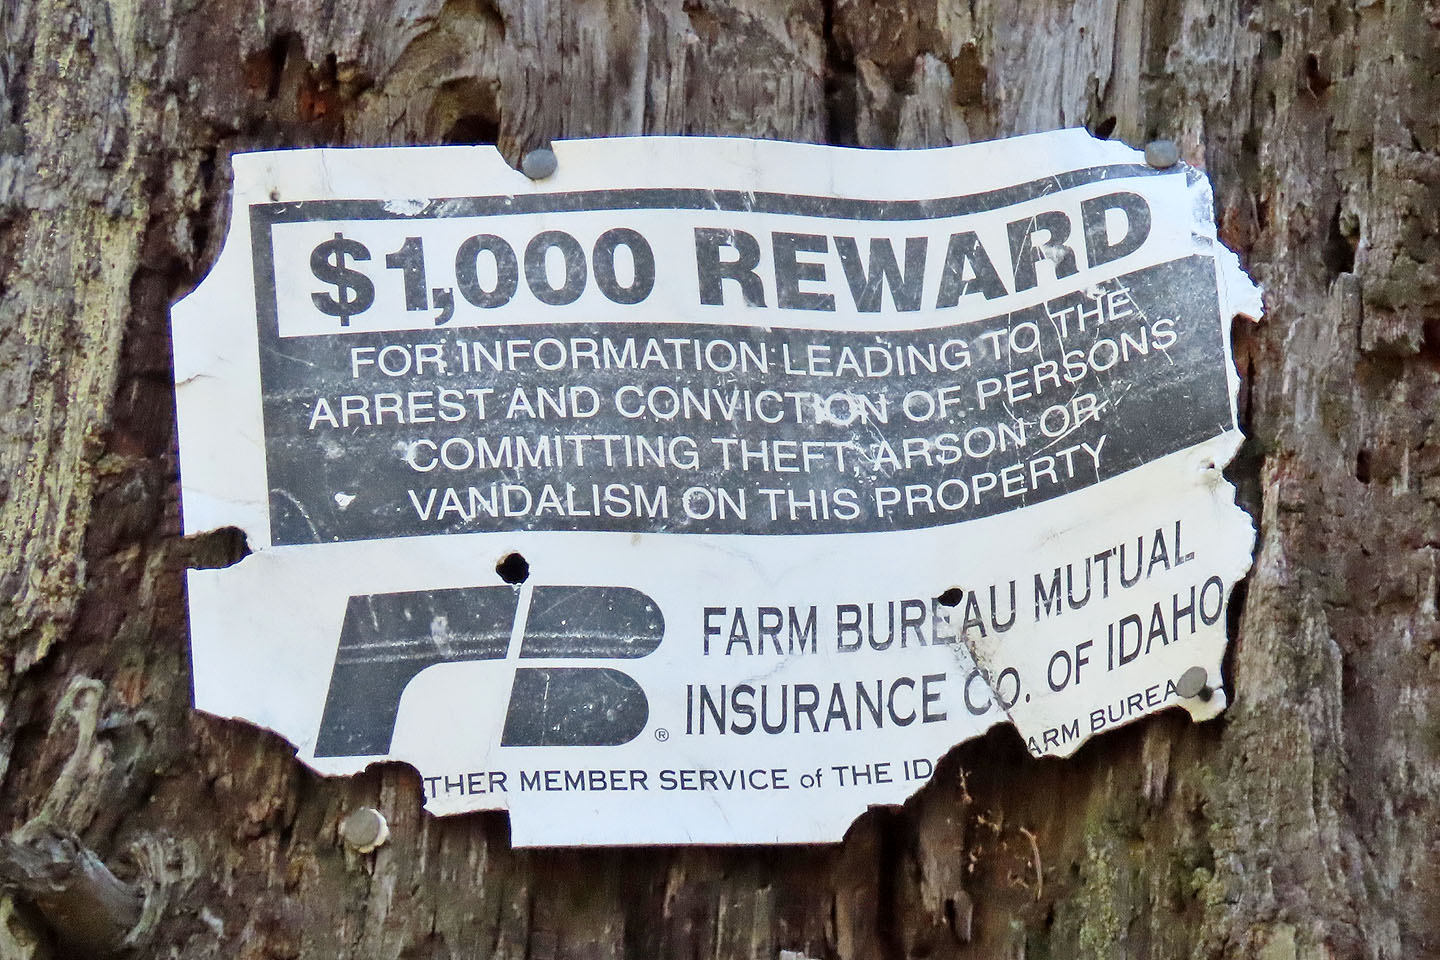 $1,000 REWARD
FOR INFORMATION LEADING TO THE
ARREST AND CONVICTION OF PERSONS
COMMITTING THEFT, ARSON OR
VANDALISM ON THIS PROPERTY
FB®
FARM BUREAU MUTUAL
INSURANCE CO. OF IDAHO
THER MEMBER SERVICE of THE ID ARM BUREA